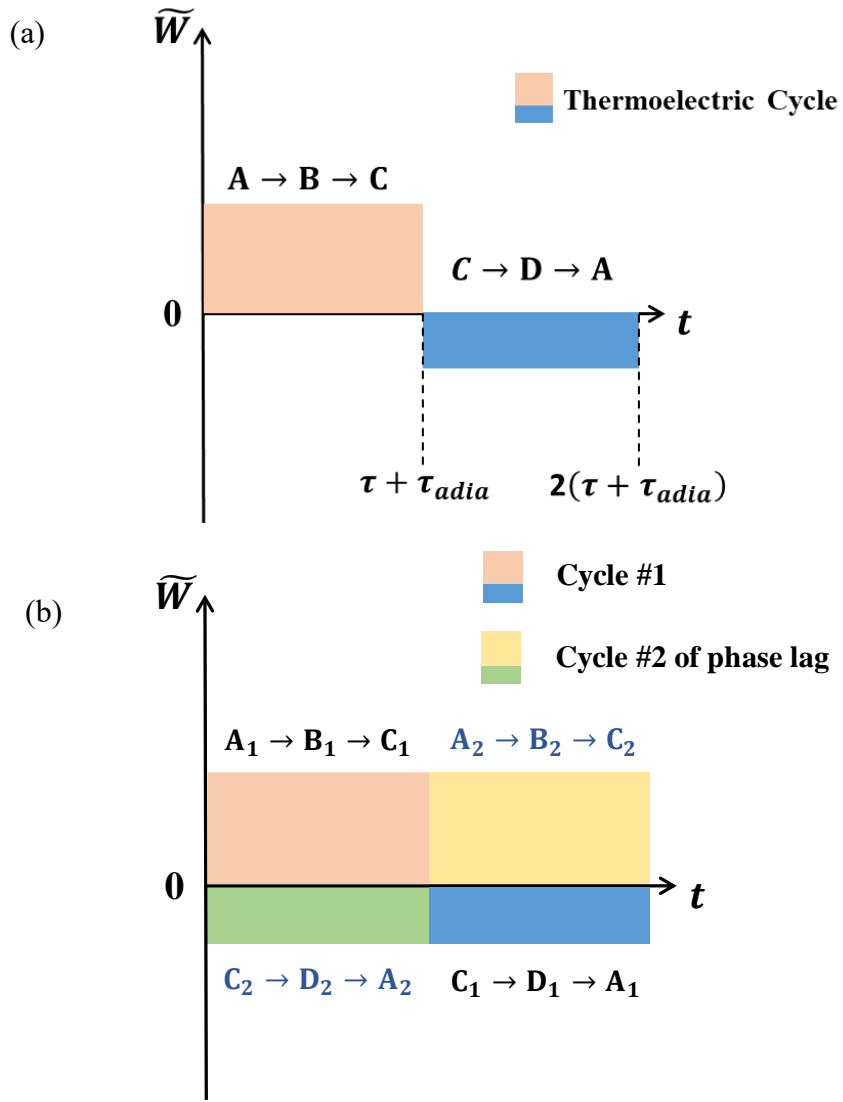 (a)
W̃
Thermoelectric Cycle
A → B → C
C → D → A
0
t
τ + τ_adia
2(τ + τ_adia)
(b)
W̃
Cycle #1
Cycle #2 of phase lag
A₁ → B₁ → C₁
A₂ → B₂ → C₂
0
t
C₂ → D₂ → A₂
C₁ → D₁ → A₁